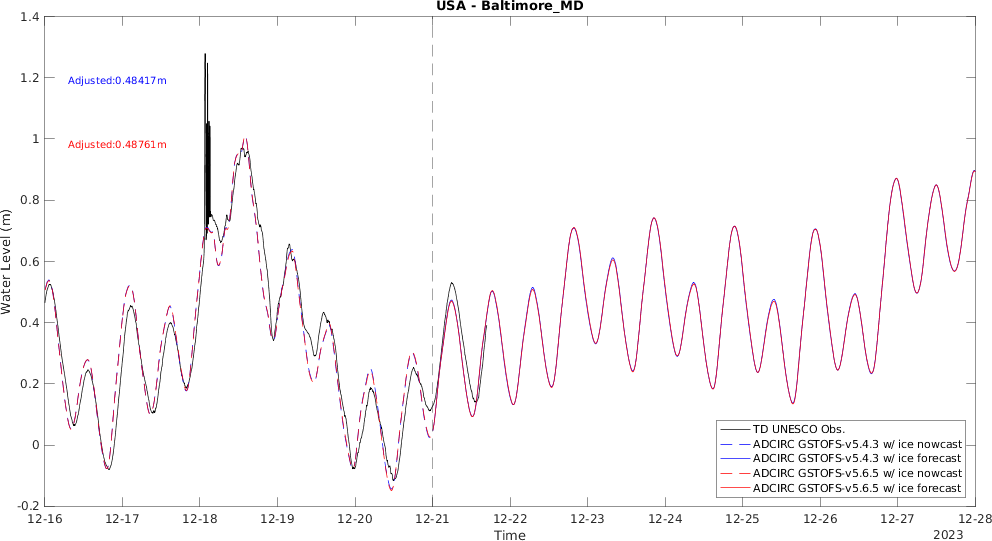 USA - Baltimore_MD
1.4
1.2
1
0.8
0.6
0.4
0.2
0
-0.2
Water Level (m)
Adjusted:0.48417m
Adjusted:0.48761m
TD UNESCO Obs.
ADCIRC GSTOFS-v5.4.3 w/ ice nowcast
ADCIRC GSTOFS-v5.4.3 w/ ice forecast
ADCIRC GSTOFS-v5.6.5 w/ ice nowcast
ADCIRC GSTOFS-v5.6.5 w/ ice forecast
12-16 12-17 12-18 12-19 12-20 12-21 12-22 12-23 12-24 12-25 12-26 12-27 12-28
Time
2023